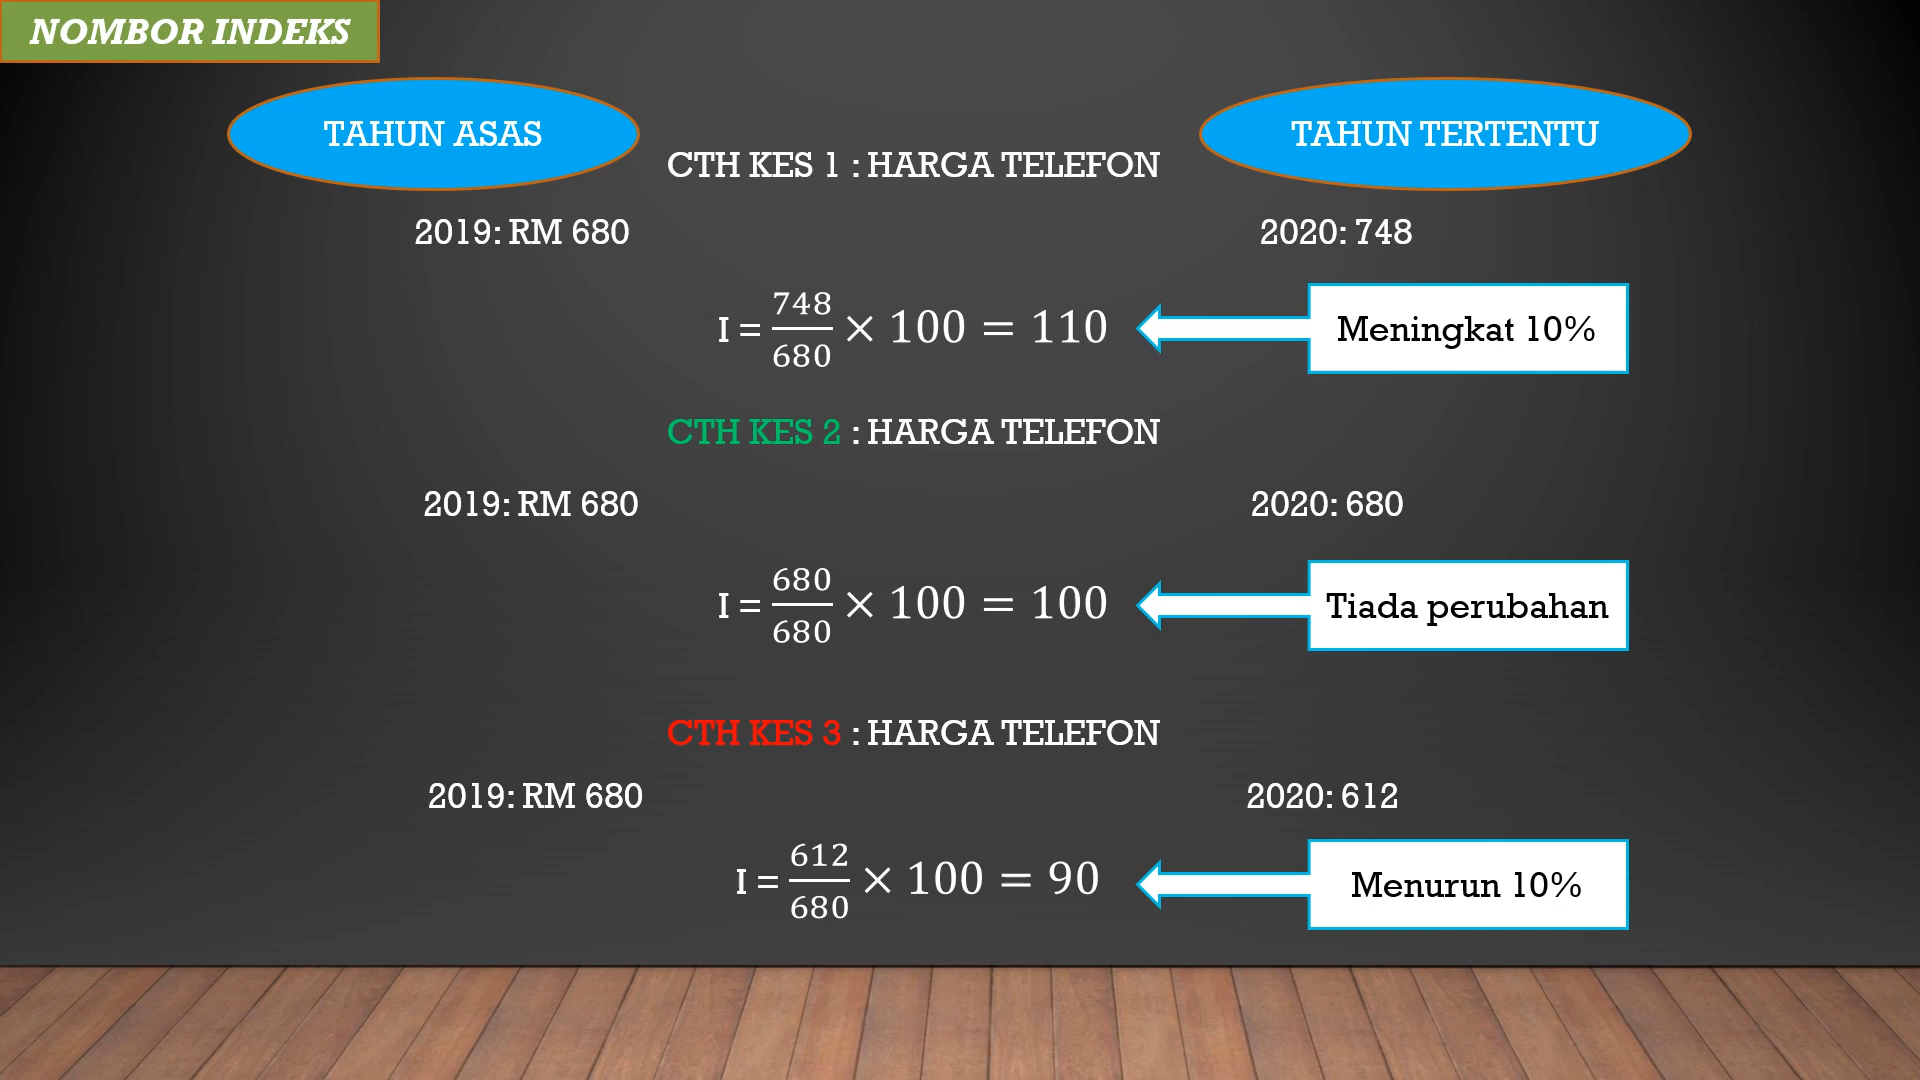 NOMBOR INDEKS
TAHUN ASAS
TAHUN TERTENTU
CTH KES 1 : HARGA TELEFON
2019: RM 680
2020: 748
I = 748/680 × 100 = 110
Meningkat 10%
CTH KES 2 : HARGA TELEFON
2019: RM 680
2020: 680
I = 680/680 × 100 = 100
Tiada perubahan
CTH KES 3 : HARGA TELEFON
2019: RM 680
2020: 612
I = 612/680 × 100 = 90
Menurun 10%